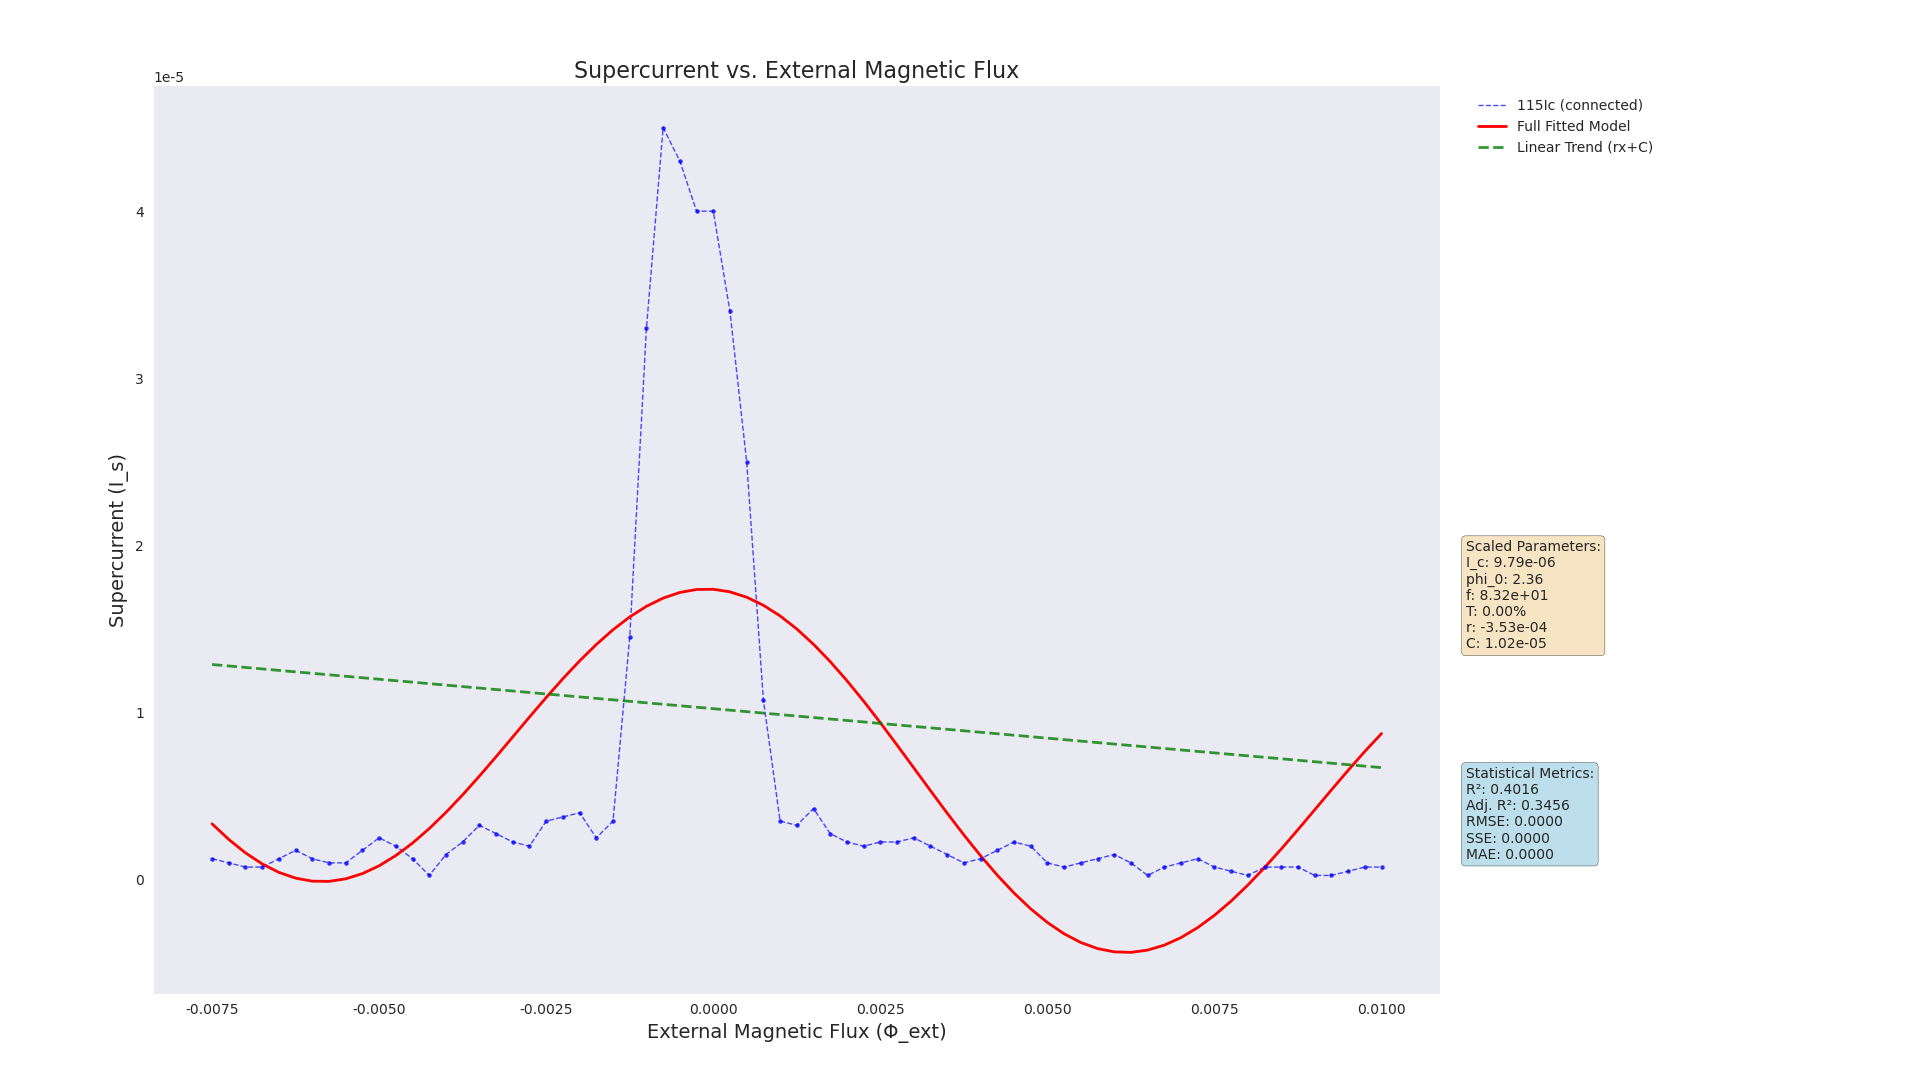 Supercurrent vs. External Magnetic Flux
1e-5
4
3
2
1
0
Supercurrent (I_s)
-0.0075
-0.0050
-0.0025
0.0000
0.0025
0.0050
0.0075
0.0100
External Magnetic Flux (Φ_ext)
115Ic (connected)
Full Fitted Model
Linear Trend (rx+C)
Scaled Parameters:
I_c: 9.79e-06
phi_0: 2.36
f: 8.32e+01
T: 0.00%
r: -3.53e-04
C: 1.02e-05
Statistical Metrics:
R²: 0.4016
Adj. R²: 0.3456
RMSE: 0.0000
SSE: 0.0000
MAE: 0.0000